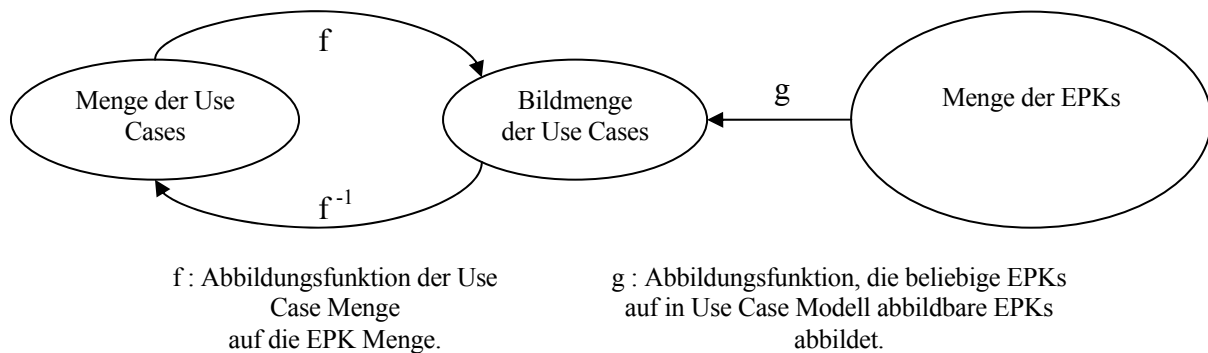 f
Menge der Use
Cases
Bildmenge
der Use Cases
g
Menge der EPKs
f -1
f : Abbildungsfunktion der Use
Case Menge
auf die EPK Menge.
g : Abbildungsfunktion, die beliebige EPKs
auf in Use Case Modell abbildbare EPKs
abbildet.